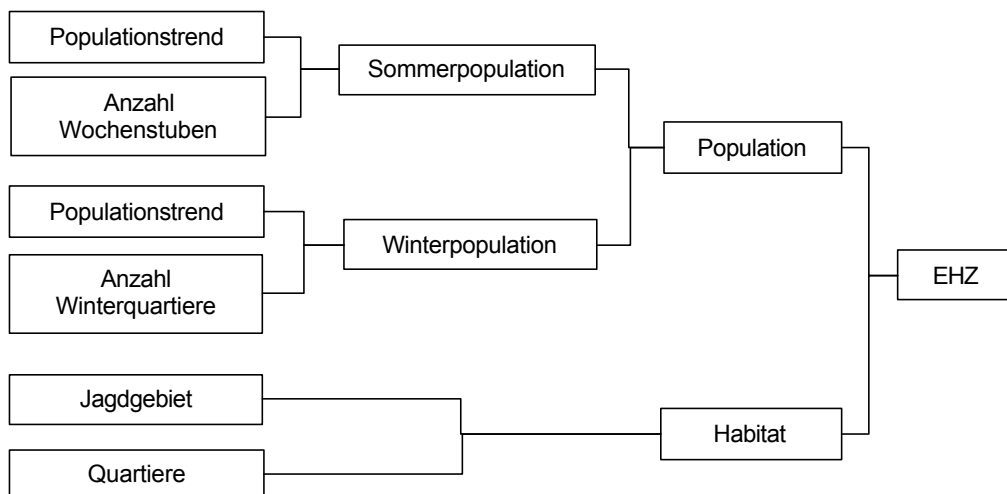 Populationstrend
Sommerpopulation
Anzahl
Wochenstuben
Population
Populationstrend
Winterpopulation
Anzahl
Winterquartiere
EHZ
Jagdgebiet
Habitat
Quartiere